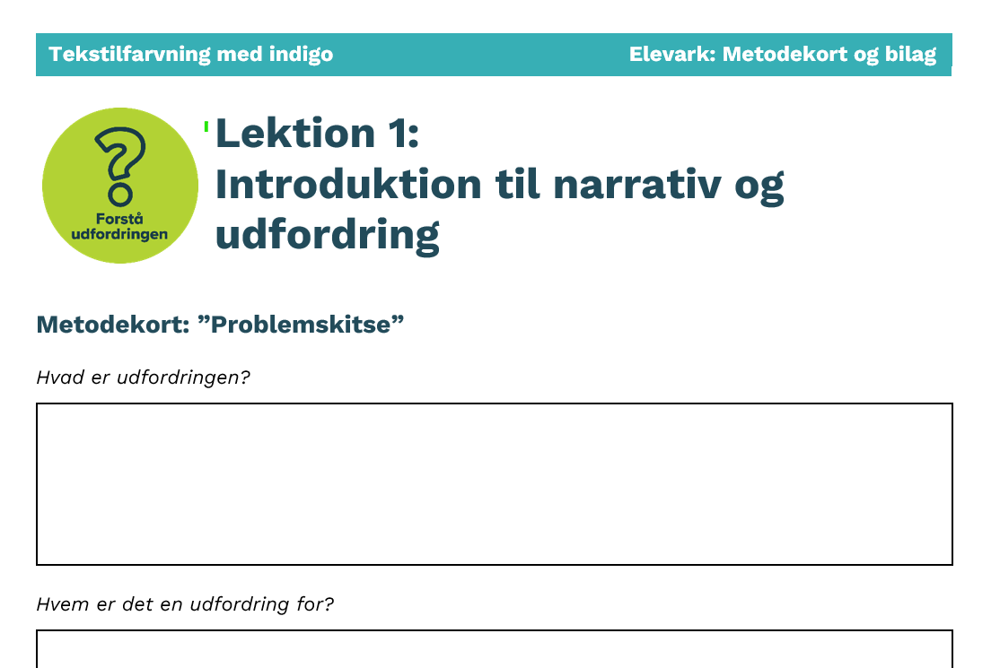 Tekstilfarvning med indigo
Elevark: Metodekort og bilag
Forstå
udfordringen
Lektion 1:
Introduktion til narrativ og
udfordring
Metodekort: ”Problemskitse”
Hvad er udfordringen?
Hvem er det en udfordring for?